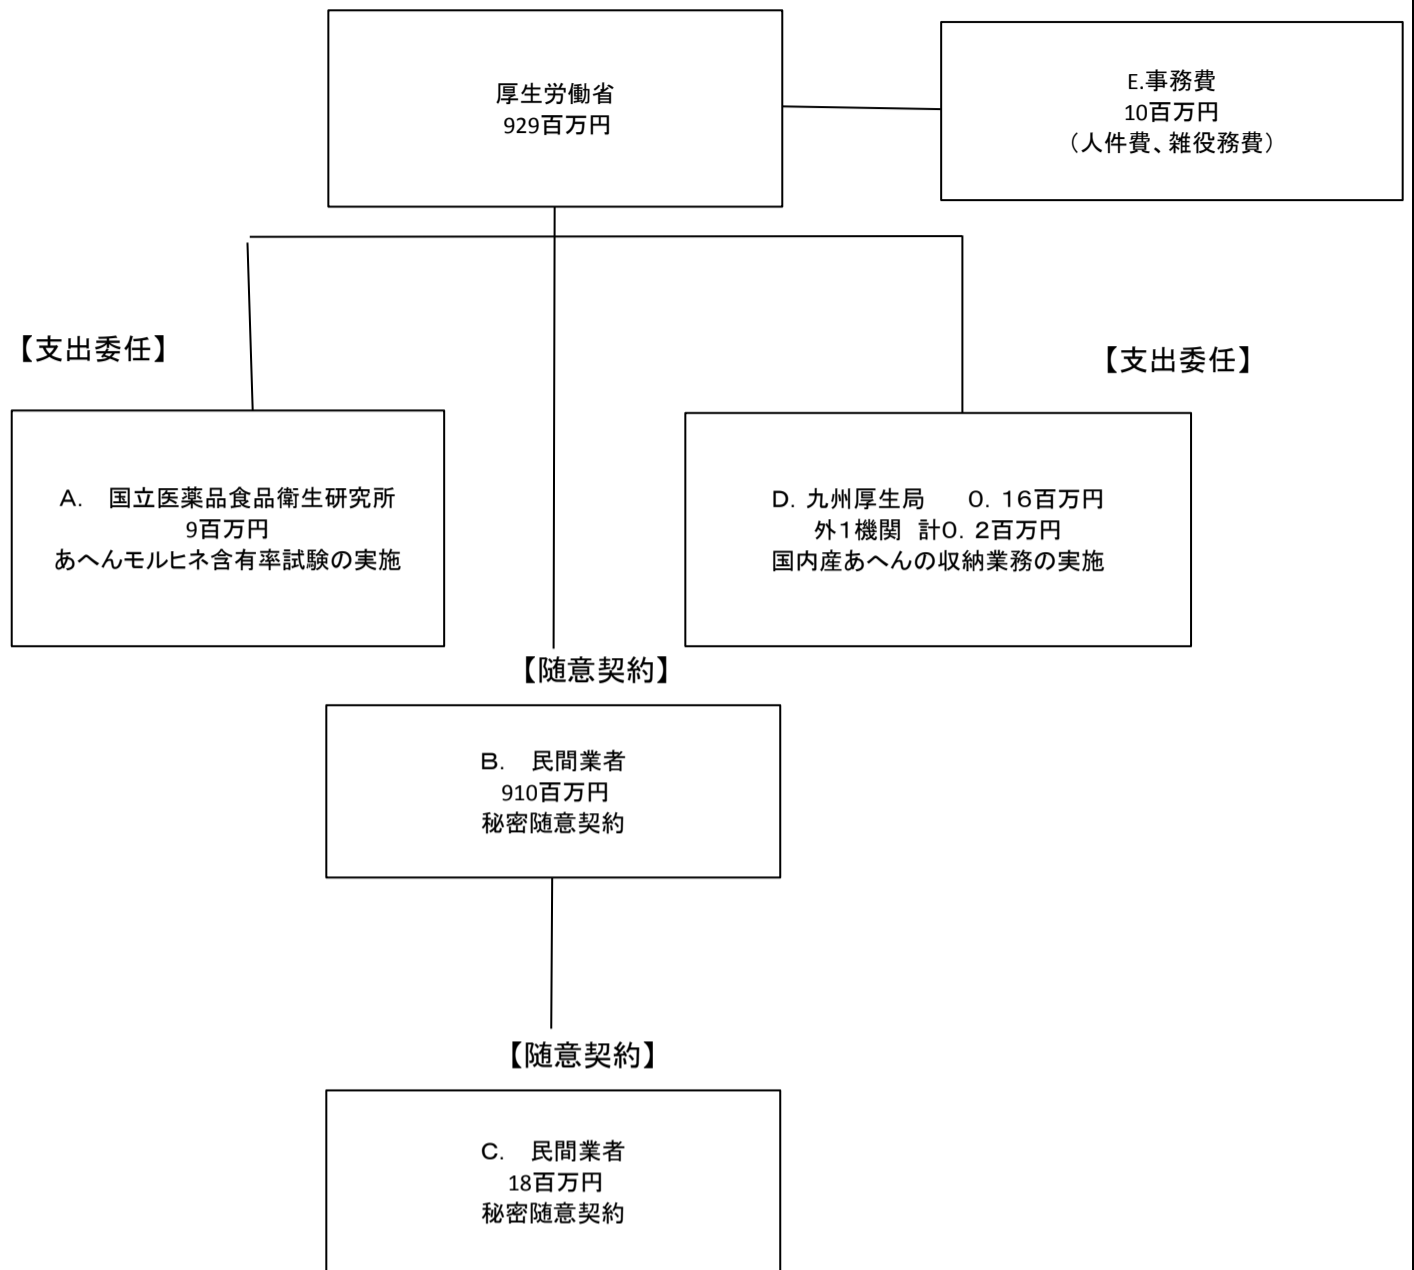 厚生労働省
929百万円
E.事務費
10百万円
（人件費、雑役務費）
【支出委任】
【支出委任】
A.　国立医薬品食品衛生研究所
9百万円
あへんモルヒネ含有率試験の実施
D．九州厚生局　　０．１６百万円
外１機関　計０．２百万円
国内産あへんの収納業務の実施
【随意契約】
B.　民間業者
910百万円
秘密随意契約
【随意契約】
C.　民間業者
18百万円
秘密随意契約